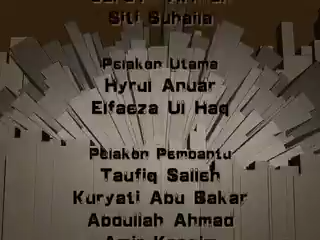 Siti Suhaila
Pelakon Utama
Hyrul Anuar
Elfaeza Ul Haq
Pelakon Pembantu
Taufiq Salleh
Kuryati Abu Bakar
Abdullah Ahmad